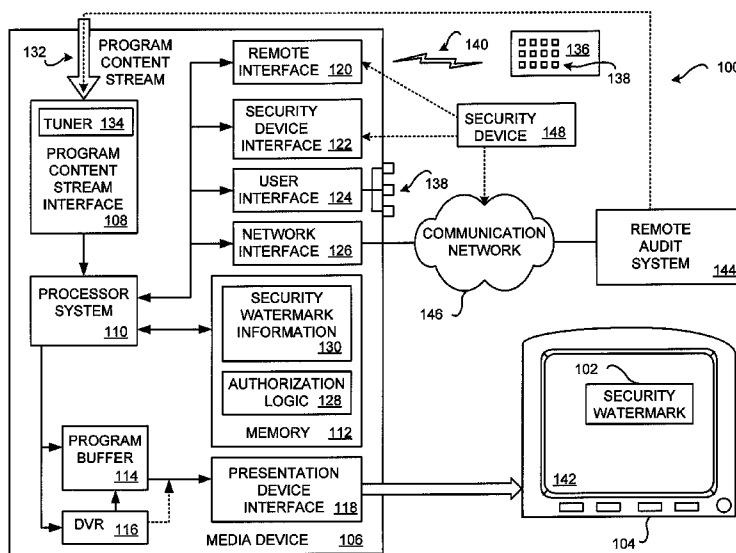 132
PROGRAM
CONTENT
STREAM
TUNER 134
PROGRAM
CONTENT
STREAM
INTERFACE
108
REMOTE
INTERFACE 120
140
136
138
100
SECURITY
DEVICE
INTERFACE 122
SECURITY
DEVICE 148
USER
INTERFACE 124
138
NETWORK
INTERFACE 126
COMMUNICATION
NETWORK
146
REMOTE
AUDIT
SYSTEM
144
PROCESSOR
SYSTEM
110
SECURITY
WATERMARK
INFORMATION
130
AUTHORIZATION
LOGIC 128
MEMORY 112
102
SECURITY
WATERMARK
142
104
PROGRAM
BUFFER
114
DVR 116
PRESENTATION
DEVICE
INTERFACE 118
MEDIA DEVICE 106